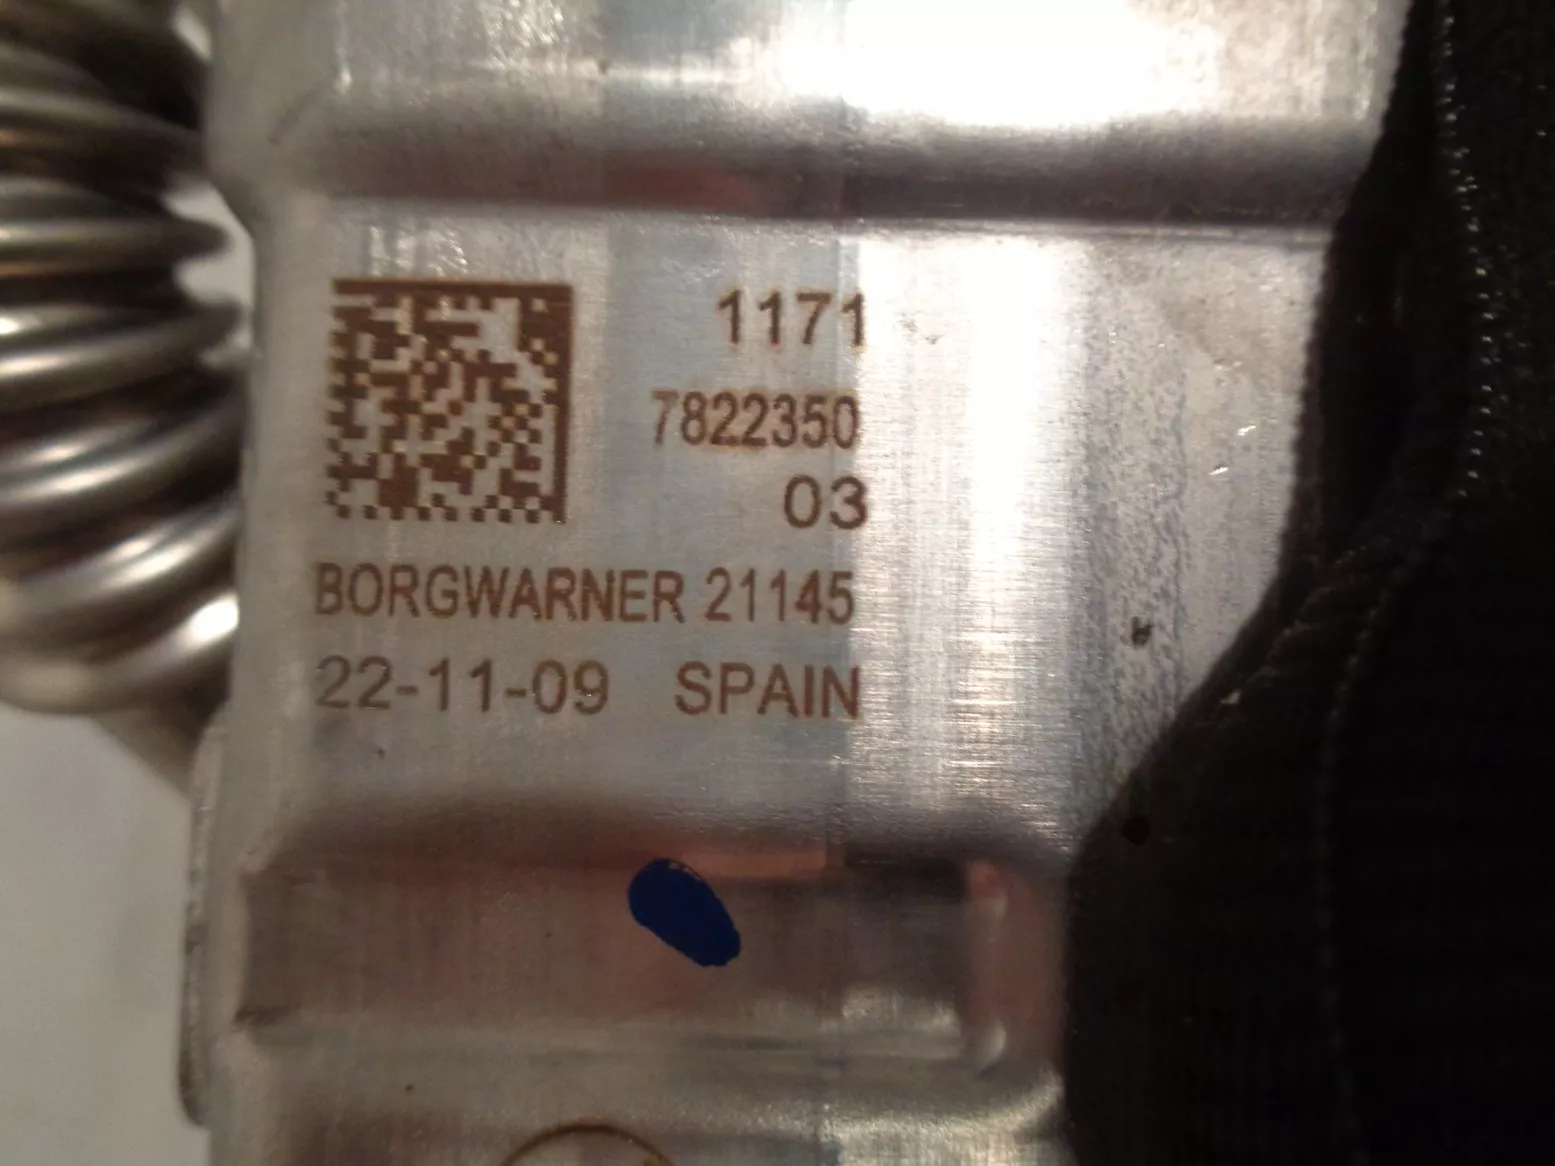 1171
7822350
03
BORGWARNER 21145
22-11-09 SPAIN